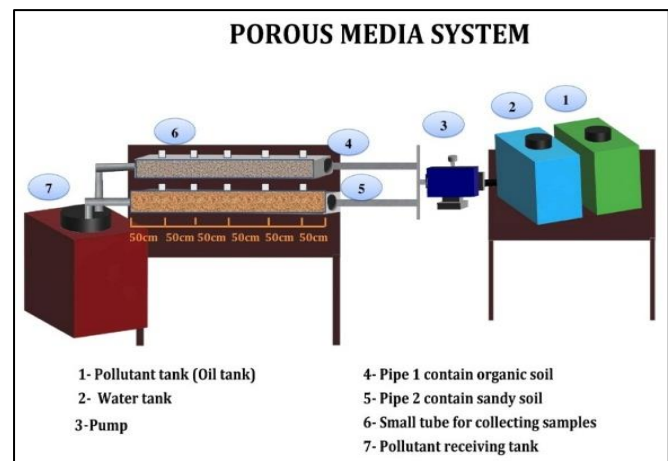 POROUS MEDIA SYSTEM
1
2
3
6
4
7
5
50cm 50cm 50cm 50cm 50cm 50cm
1- Pollutant tank (Oil tank)
2- Water tank
3-Pump
4- Pipe 1 contain organic soil
5- Pipe 2 contain sandy soil
6- Small tube for collecting samples
7- Pollutant receiving tank